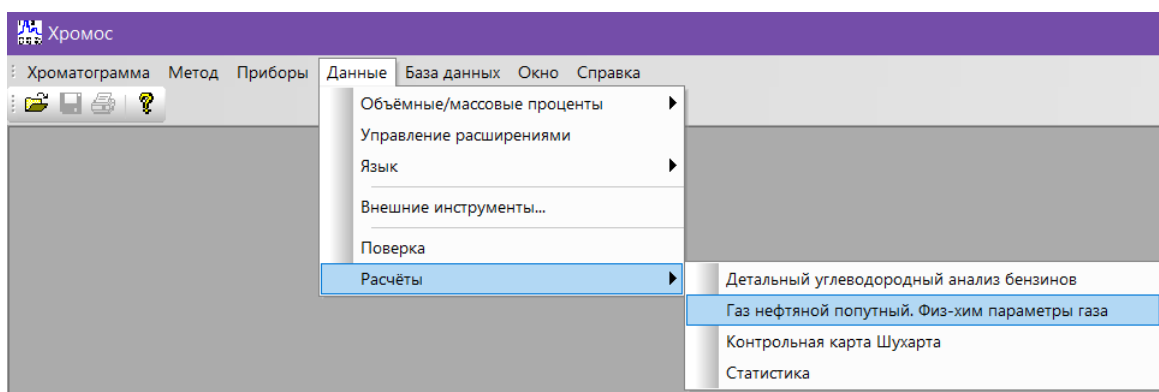 Хромос
Хроматограмма Метод Приборы Данные База данных Окно Справка
Объёмные/массовые проценты
Управление расширениями
Язык
Внешние инструменты...
Поверка
Расчёты
Детальный углеводородный анализ бензинов
Газ нефтяной попутный. Физ-хим параметры газа
Контрольная карта Шухарта
Статистика